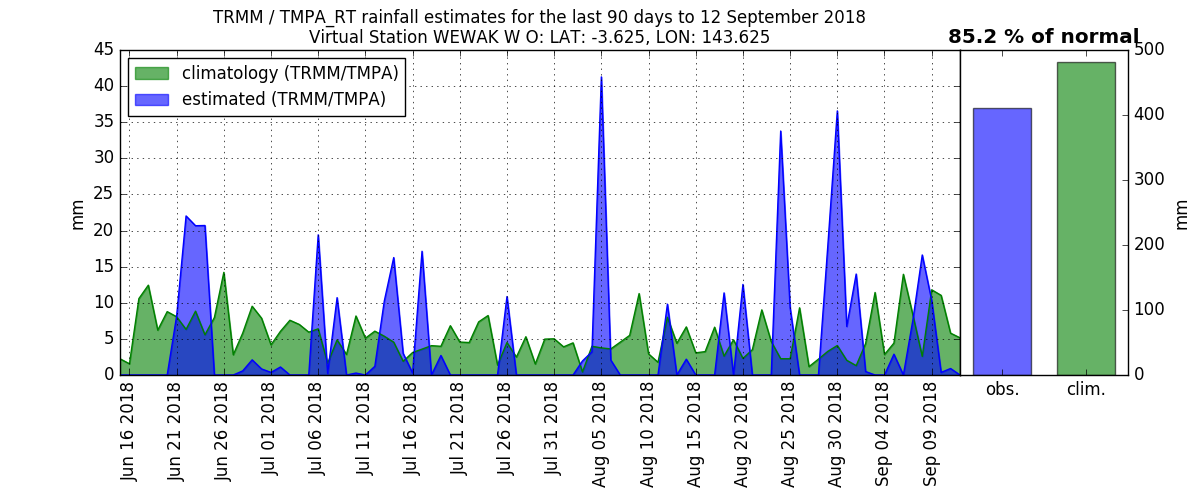 TRMM / TMPA_RT rainfall estimates for the last 90 days to 12 September 2018
Virtual Station WEWAK W O: LAT: -3.625, LON: 143.625
85.2 % of normal
climatology (TRMM/TMPA)
estimated (TRMM/TMPA)
mm
45
40
35
30
25
20
15
10
5
0
Jun 16 2018
Jun 21 2018
Jun 26 2018
Jul 01 2018
Jul 06 2018
Jul 11 2018
Jul 16 2018
Jul 21 2018
Jul 26 2018
Jul 31 2018
Aug 05 2018
Aug 10 2018
Aug 15 2018
Aug 20 2018
Aug 25 2018
Aug 30 2018
Sep 04 2018
Sep 09 2018
obs.
clim.
500
400
300
200
100
0
mm